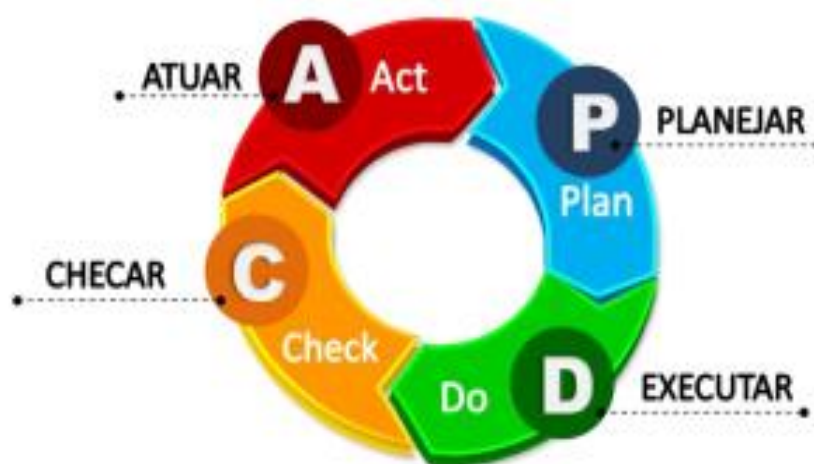 ATUAR
A
Act
P
PLANEJAR
Plan
CHECAR
C
Check
Do
D
EXECUTAR